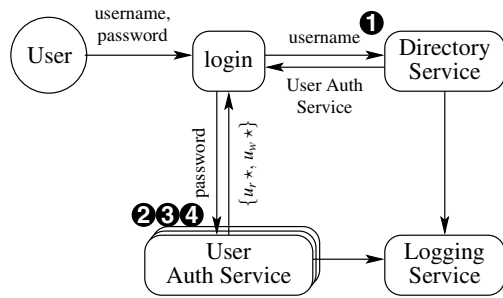 username,
password
User
login
username ❶
User Auth
Service
Directory
Service
password
{uᵣ⋆, u_w⋆}
❷❸❹
User
Auth Service
Logging
Service